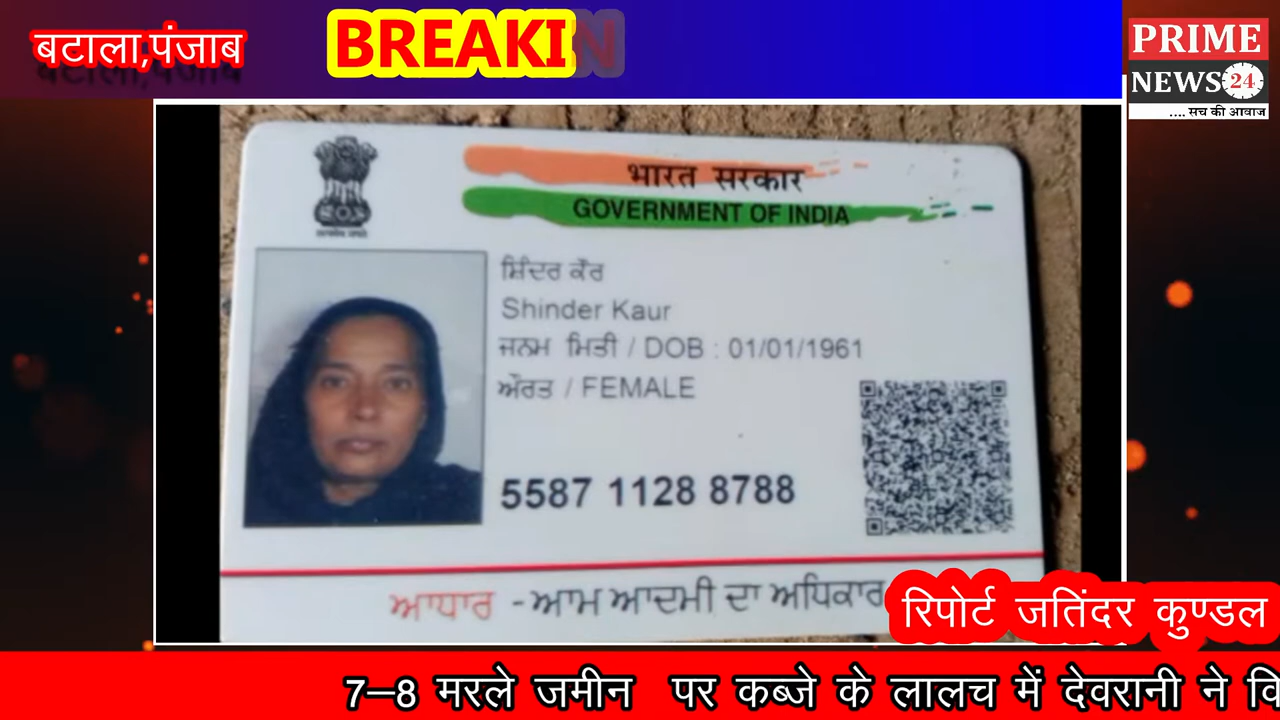 बटाला,पंजाब
BREAKIN
PRIME
NEWS 24
.... सच की आवाज
भारत सरकार
GOVERNMENT OF INDIA
ਸ਼ਿੰਦਰ ਕੌਰ
Shinder Kaur
ਜਨਮ ਮਿਤੀ / DOB : 01/01/1961
ਔਰਤ / FEMALE
5587 1128 8788
ਆਧਾਰ - ਆਮ ਆਦਮੀ ਦਾ ਅਧਿਕਾਰ
रिपोर्ट जतिंदर कुण्डल
7-8 मरले जमीन पर कब्जे के लालच में देवरानी ने वि